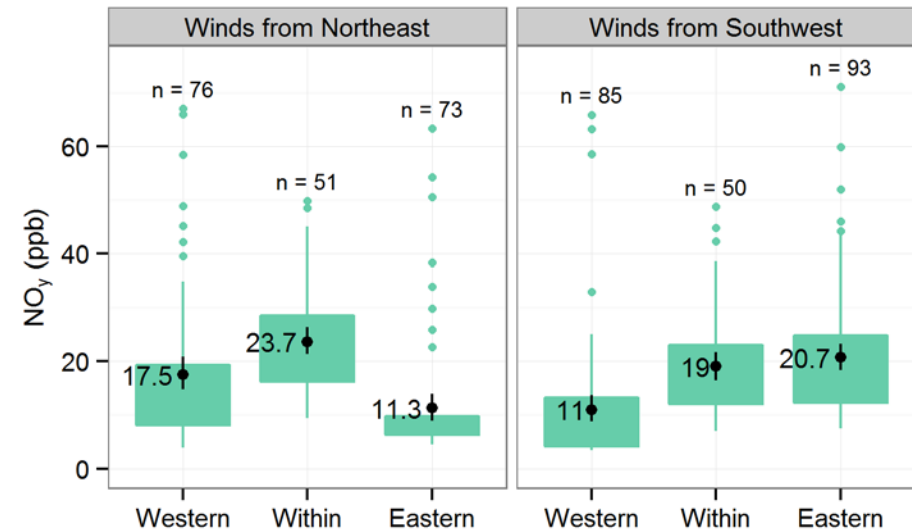 Winds from Northeast
Winds from Southwest
NOy (ppb)
60
40
20
0
n = 76
n = 51
n = 73
17.5
23.7
11.3
n = 85
n = 50
n = 93
11
19
20.7
Western Within Eastern
Western Within Eastern